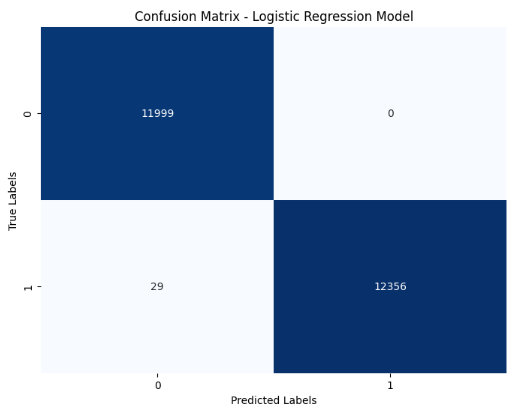 Confusion Matrix - Logistic Regression Model
11999 0
29 12356
0
1
True Labels
0 1
Predicted Labels